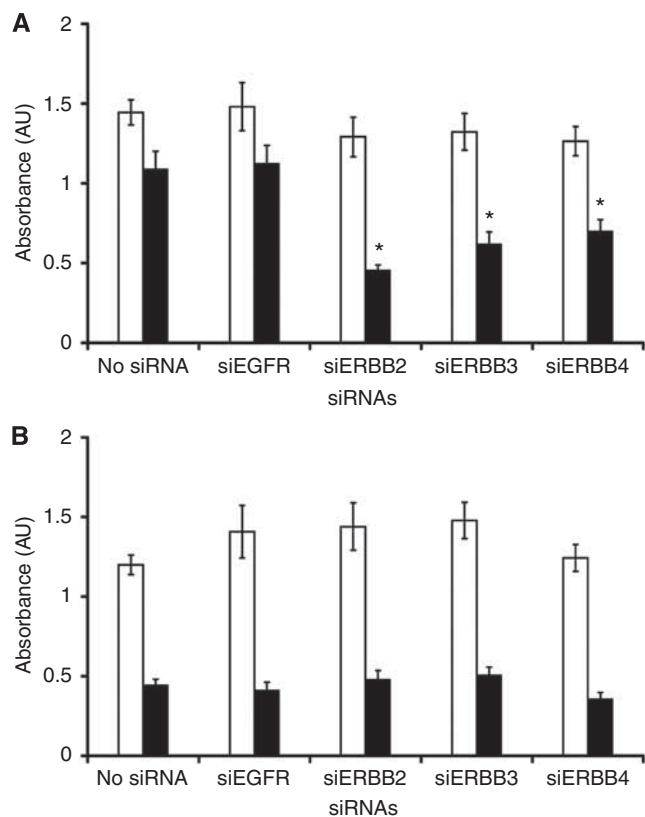 A
2
1.5
1
0.5
0
Absorbance (AU)
* * *
No siRNA siEGFR siERBB2 siERBB3 siERBB4
siRNAs
B
2
1.5
1
0.5
0
Absorbance (AU)
No siRNA siEGFR siERBB2 siERBB3 siERBB4
siRNAs